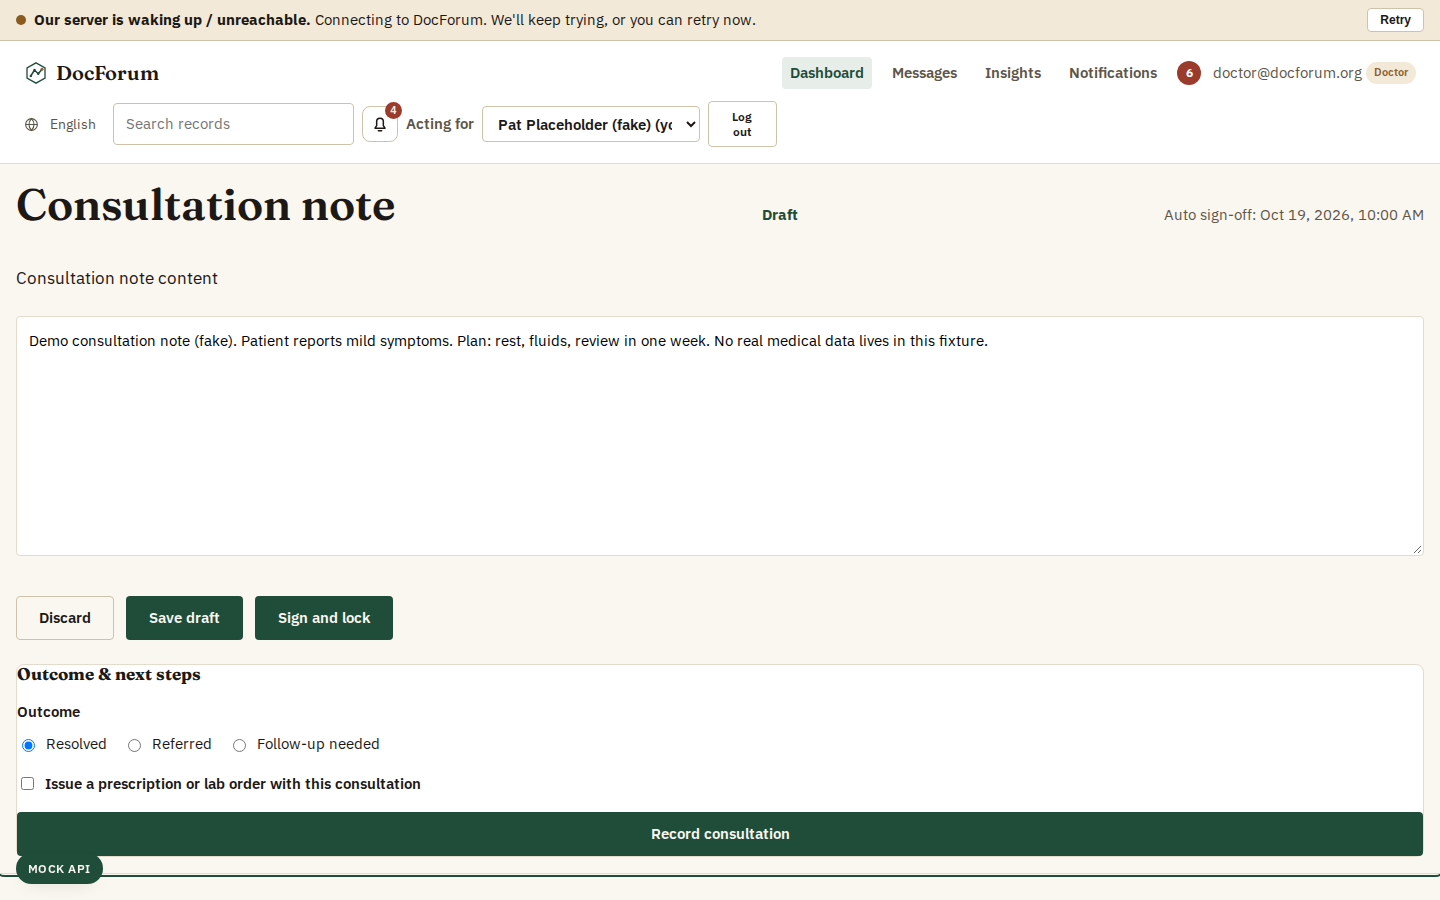 Our server is waking up / unreachable. Connecting to DocForum. We'll keep trying, or you can retry now.
Retry
DocForum
Dashboard
Messages
Insights
Notifications
6
doctor@docforum.org
Doctor
English
Search records
4
Acting for
Pat Placeholder (fake) (yo
Log
out
Consultation note
Draft
Auto sign-off: Oct 19, 2026, 10:00 AM
Consultation note content
Demo consultation note (fake). Patient reports mild symptoms. Plan: rest, fluids, review in one week. No real medical data lives in this fixture.
Discard
Save draft
Sign and lock
Outcome & next steps
Outcome
Resolved
Referred
Follow-up needed
Issue a prescription or lab order with this consultation
Record consultation
MOCK API